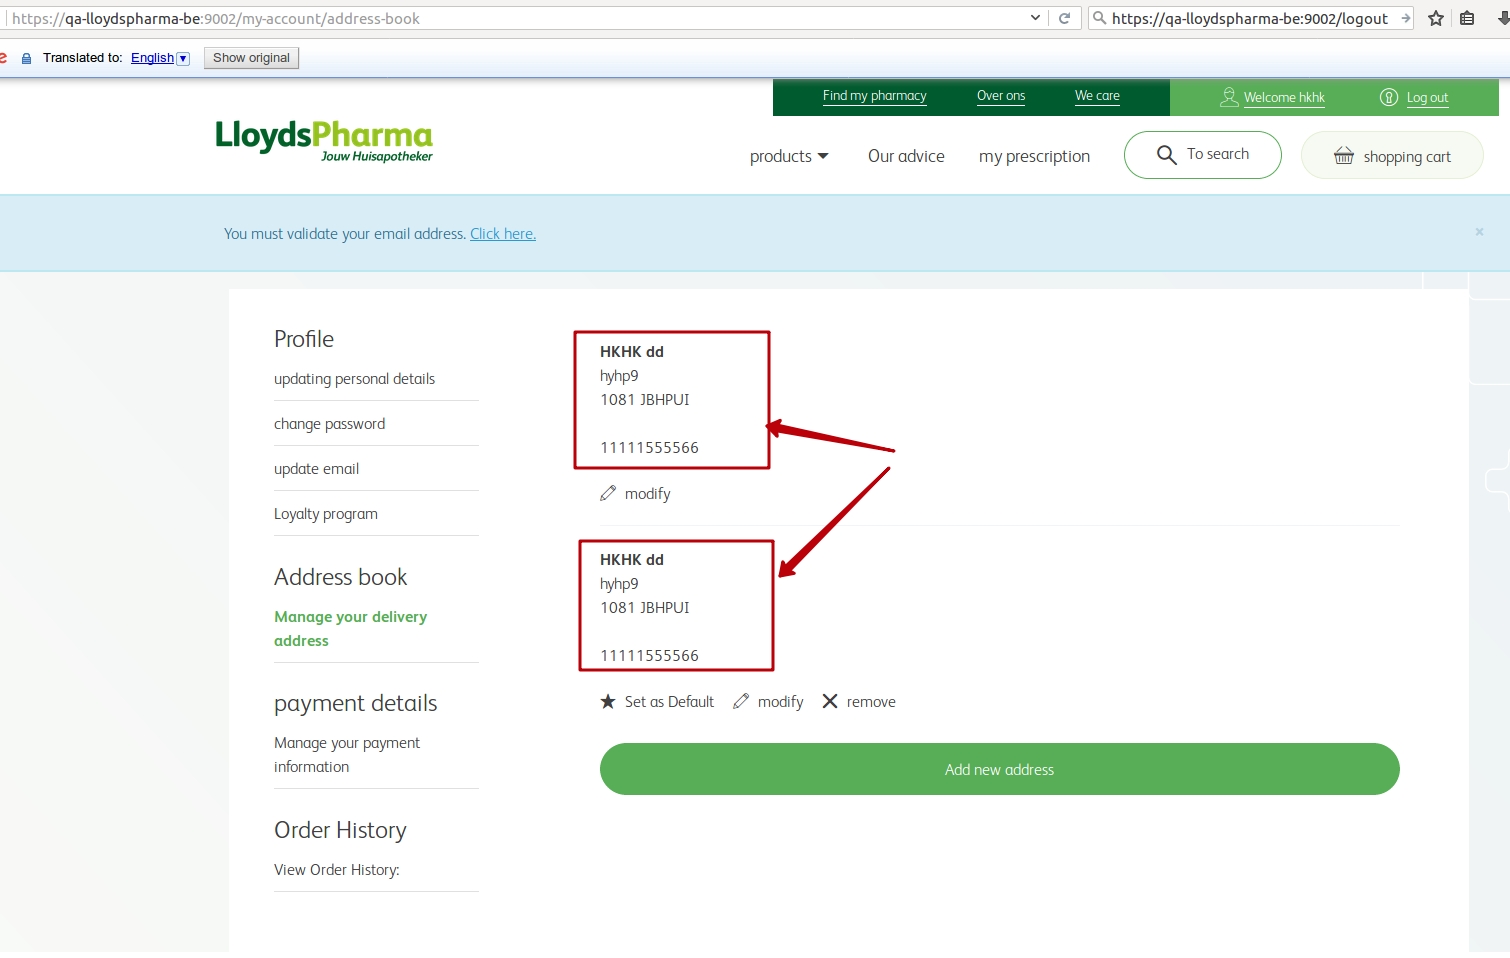 https://qa-lloydspharma-be:9002/my-account/address-book
https://qa-lloydspharma-be:9002/logout
Translated to: English Show original
Find my pharmacy Over ons We care Welcome hkhk Log out
LloydsPharma
Jouw Huisapotheker
products Our advice my prescription To search shopping cart
You must validate your email address. Click here. ×
Profile
updating personal details
change password
update email
Loyalty program
Address book
Manage your delivery
address
payment details
Manage your payment
information
Order History
View Order History:
HKHK dd
hyhp9
1081 JBHPUI
11111555566
modify
HKHK dd
hyhp9
1081 JBHPUI
11111555566
Set as Default modify remove
Add new address